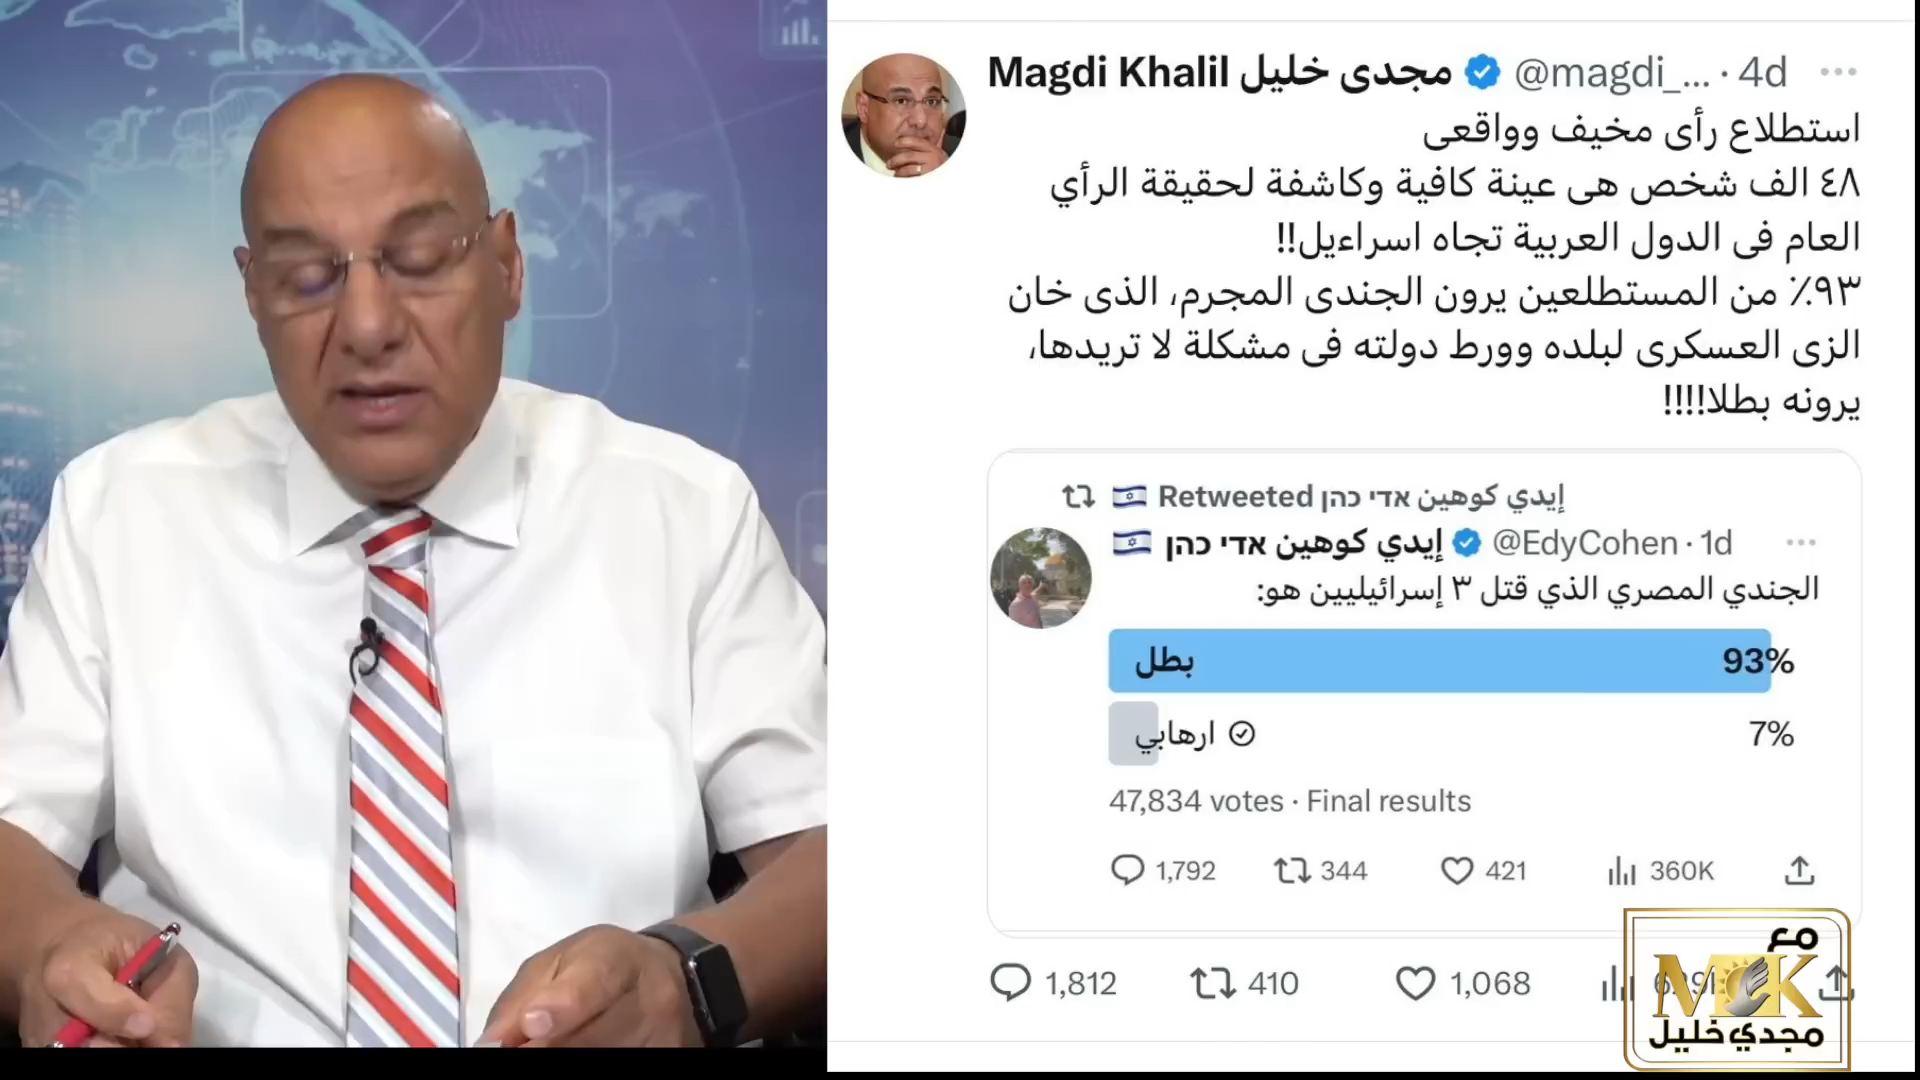 Magdi Khalil مجدى خليل @magdi_... · 4d
استطلاع رأى مخيف وواقعى
٤٨ الف شخص هى عينة كافية وكاشفة لحقيقة الرأي
العام فى الدول العربية تجاه اسراءيل!!
٩٣٪ من المستطلعين يرون الجندى المجرم، الذى خان
الزى العسكرى لبلده وورط دولته فى مشكلة لا تريدها،
يرونه بطلا!!!!
إيدي كوهين אדי כהן Retweeted
إيدي كوهين אדי כהן @EdyCohen · 1d
الجندي المصري الذي قتل ٣ إسرائيليين هو:
بطل 93%
ارهابي 7%
47,834 votes · Final results
1,792 344 421 360K
1,812 410 1,068
مع
MK
مجدي خليل